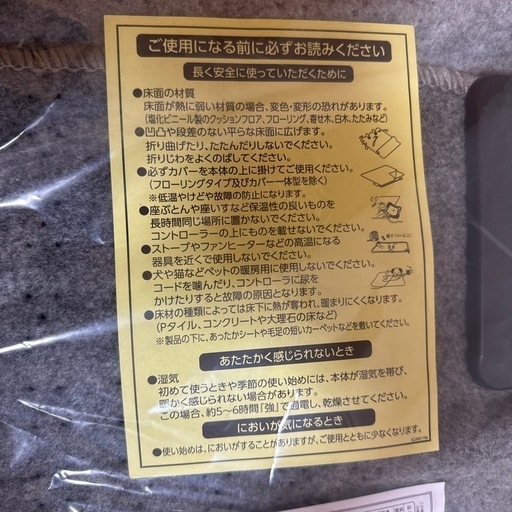 ご使用になる前に必ずお読みください
長く安全に使っていただくために
●床面の材質
床面が熱に弱い材質の場合、変色・変形の恐れがあります。
(塩化ビニール製のクッションフロア、フローリング、寄せ木、白木、たたみなど)
●凹凸や段差のない平らな床面に広げます。
折り曲げたり、たたんだりしないでください。
折りじわをよくのばしてください。
●必ずカバーを本体の上に掛けてご使用ください。
(フローリングタイプ及びカバー一体型を除く)
※低温やけどや故障の防止になります。
●座ぶとんや座いすなど保温性の良いものを
長時間同じ場所に置かないでください。
コントローラーの上にものを載せないでください。
●ストーブやファンヒーターなどの高温になる
器具を近くで使用しないでください。
●犬や猫などペットの暖房用に使用しないでください。
コードを噛んだり、コントローラに尿を
かけたりすると故障の原因となります。
●床材の種類によっては床下に熱が奪われ、暖まりにくくなります。
(Pタイル、コンクリートや大理石の床など)
※製品の下に、あったかシートや毛足の短いカーペットなどを敷いてください。
あたたかく感じられないとき
●湿気
初めて使うときや季節の使い始めには、本体が湿気を帯び、
暖かく感じられない場合があります。
この場合、約5～6時間「強」で通電し、乾燥させてください。
においが気になるとき
●使い始めは、においがすることがありますが、ご使用とともに少なくなります。